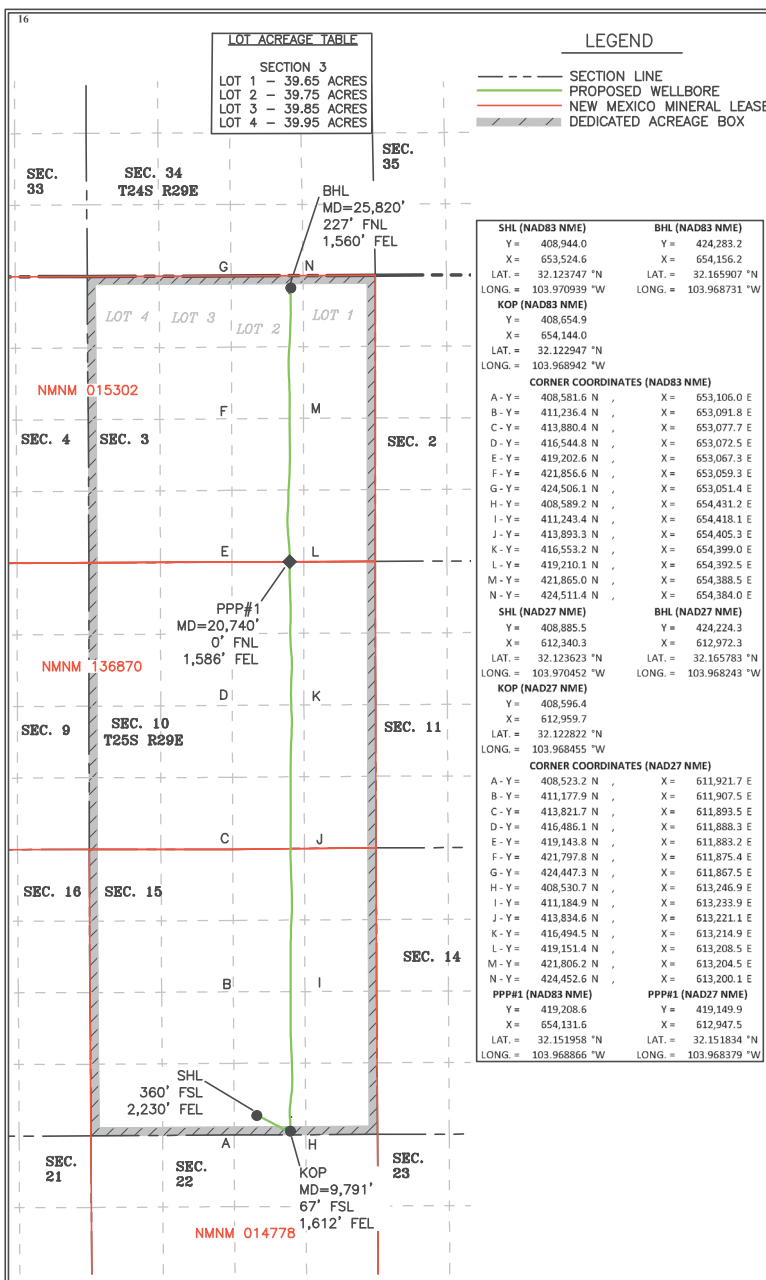 16
LOT ACREAGE TABLE
SECTION 3
LOT 1 – 39.65 ACRES
LOT 2 – 39.75 ACRES
LOT 3 – 39.85 ACRES
LOT 4 – 39.95 ACRES
LEGEND
SECTION LINE
PROPOSED WELLBORE
NEW MEXICO MINERAL LEASE
DEDICATED ACREAGE BOX
SEC. 33
SEC. 34
T24S R29E
SEC. 35
BHL
MD=25,820'
227' FNL
1,560' FEL
G N
LOT 4 LOT 3 LOT 2 LOT 1
NMNM 015302
F M
SEC. 4 SEC. 3 SEC. 2
E L
PPP#1
MD=20,740'
0' FNL
1,586' FEL
NMNM 136870
D K
SEC. 9 SEC. 10
T25S R29E
SEC. 11
C J
SEC. 16 SEC. 15
SEC. 14
B I
SHL
360' FSL
2,230' FEL
A H
SEC. 21
SEC. 22
SEC. 23
KOP
MD=9,791'
67' FSL
1,612' FEL
NMNM 014778
SHL (NAD83 NME) BHL (NAD83 NME)
Y = 408,944.0 Y = 424,283.2
X = 653,524.6 X = 654,156.2
LAT. = 32.123747 °N LAT. = 32.165907 °N
LONG. = 103.970939 °W LONG. = 103.968731 °W
KOP (NAD83 NME)
Y = 408,654.9
X = 654,144.0
LAT. = 32.122947 °N
LONG. = 103.968942 °W
CORNER COORDINATES (NAD83 NME)
A - Y = 408,581.6 N , X = 653,106.0 E
B - Y = 411,236.4 N , X = 653,091.8 E
C - Y = 413,880.4 N , X = 653,077.7 E
D - Y = 416,544.8 N , X = 653,072.5 E
E - Y = 419,202.6 N , X = 653,067.3 E
F - Y = 421,856.6 N , X = 653,059.3 E
G - Y = 424,506.1 N , X = 653,051.4 E
H - Y = 408,589.2 N , X = 654,431.2 E
I - Y = 411,243.4 N , X = 654,418.1 E
J - Y = 413,893.3 N , X = 654,405.3 E
K - Y = 416,553.2 N , X = 654,399.0 E
L - Y = 419,210.1 N , X = 654,392.5 E
M - Y = 421,865.0 N , X = 654,388.5 E
N - Y = 424,511.4 N , X = 654,384.0 E
SHL (NAD27 NME) BHL (NAD27 NME)
Y = 408,885.5 Y = 424,224.3
X = 612,340.3 X = 612,972.3
LAT. = 32.123623 °N LAT. = 32.165783 °N
LONG. = 103.970452 °W LONG. = 103.968243 °W
KOP (NAD27 NME)
Y = 408,596.4
X = 612,959.7
LAT. = 32.122822 °N
LONG. = 103.968455 °W
CORNER COORDINATES (NAD27 NME)
A - Y = 408,523.2 N , X = 611,921.7 E
B - Y = 411,177.9 N , X = 611,907.5 E
C - Y = 413,821.7 N , X = 611,893.5 E
D - Y = 416,486.1 N , X = 611,888.3 E
E - Y = 419,143.8 N , X = 611,883.2 E
F - Y = 421,797.8 N , X = 611,875.4 E
G - Y = 424,447.3 N , X = 611,867.5 E
H - Y = 408,530.7 N , X = 613,246.9 E
I - Y = 411,184.9 N , X = 613,233.9 E
J - Y = 413,834.6 N , X = 613,221.1 E
K - Y = 416,494.5 N , X = 613,214.9 E
L - Y = 419,151.4 N , X = 613,208.5 E
M - Y = 421,806.2 N , X = 613,204.5 E
N - Y = 424,452.6 N , X = 613,200.1 E
PPP#1 (NAD83 NME) PPP#1 (NAD27 NME)
Y = 419,208.6 Y = 419,149.9
X = 654,131.6 X = 612,947.5
LAT. = 32.151958 °N LAT. = 32.151834 °N
LONG. = 103.968866 °W LONG. = 103.968379 °W